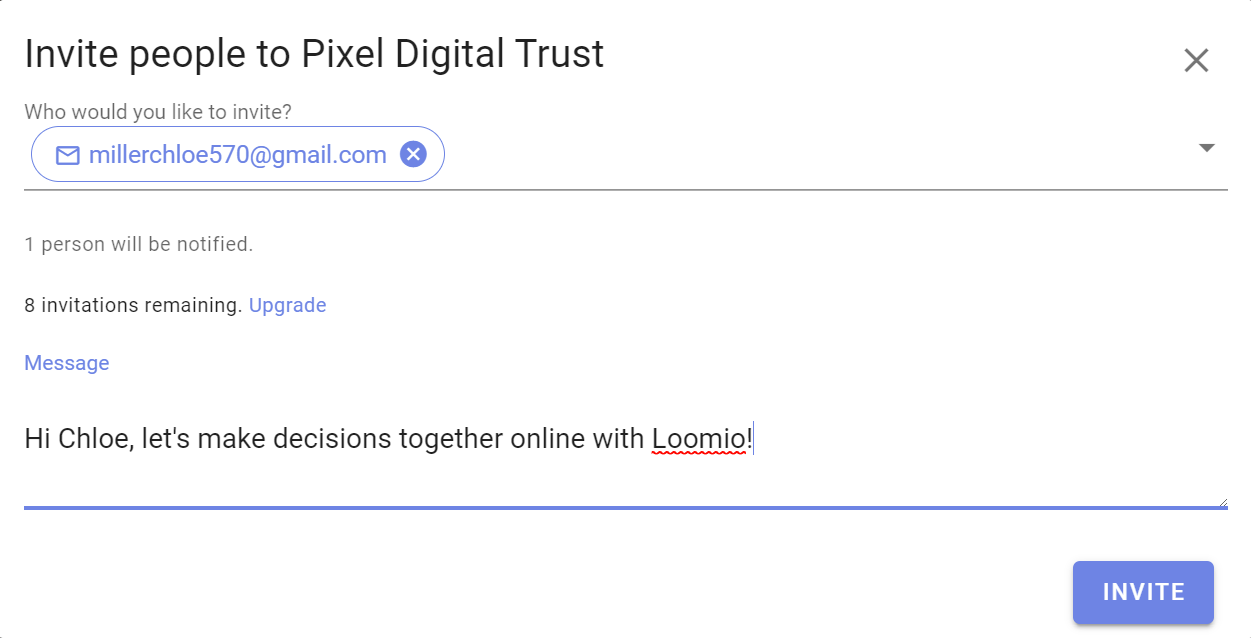 Invite people to Pixel Digital Trust
Who would you like to invite?
millerchloe570@gmail.com
1 person will be notified.
8 invitations remaining. Upgrade
Message
Hi Chloe, let's make decisions together online with Loomio!
INVITE